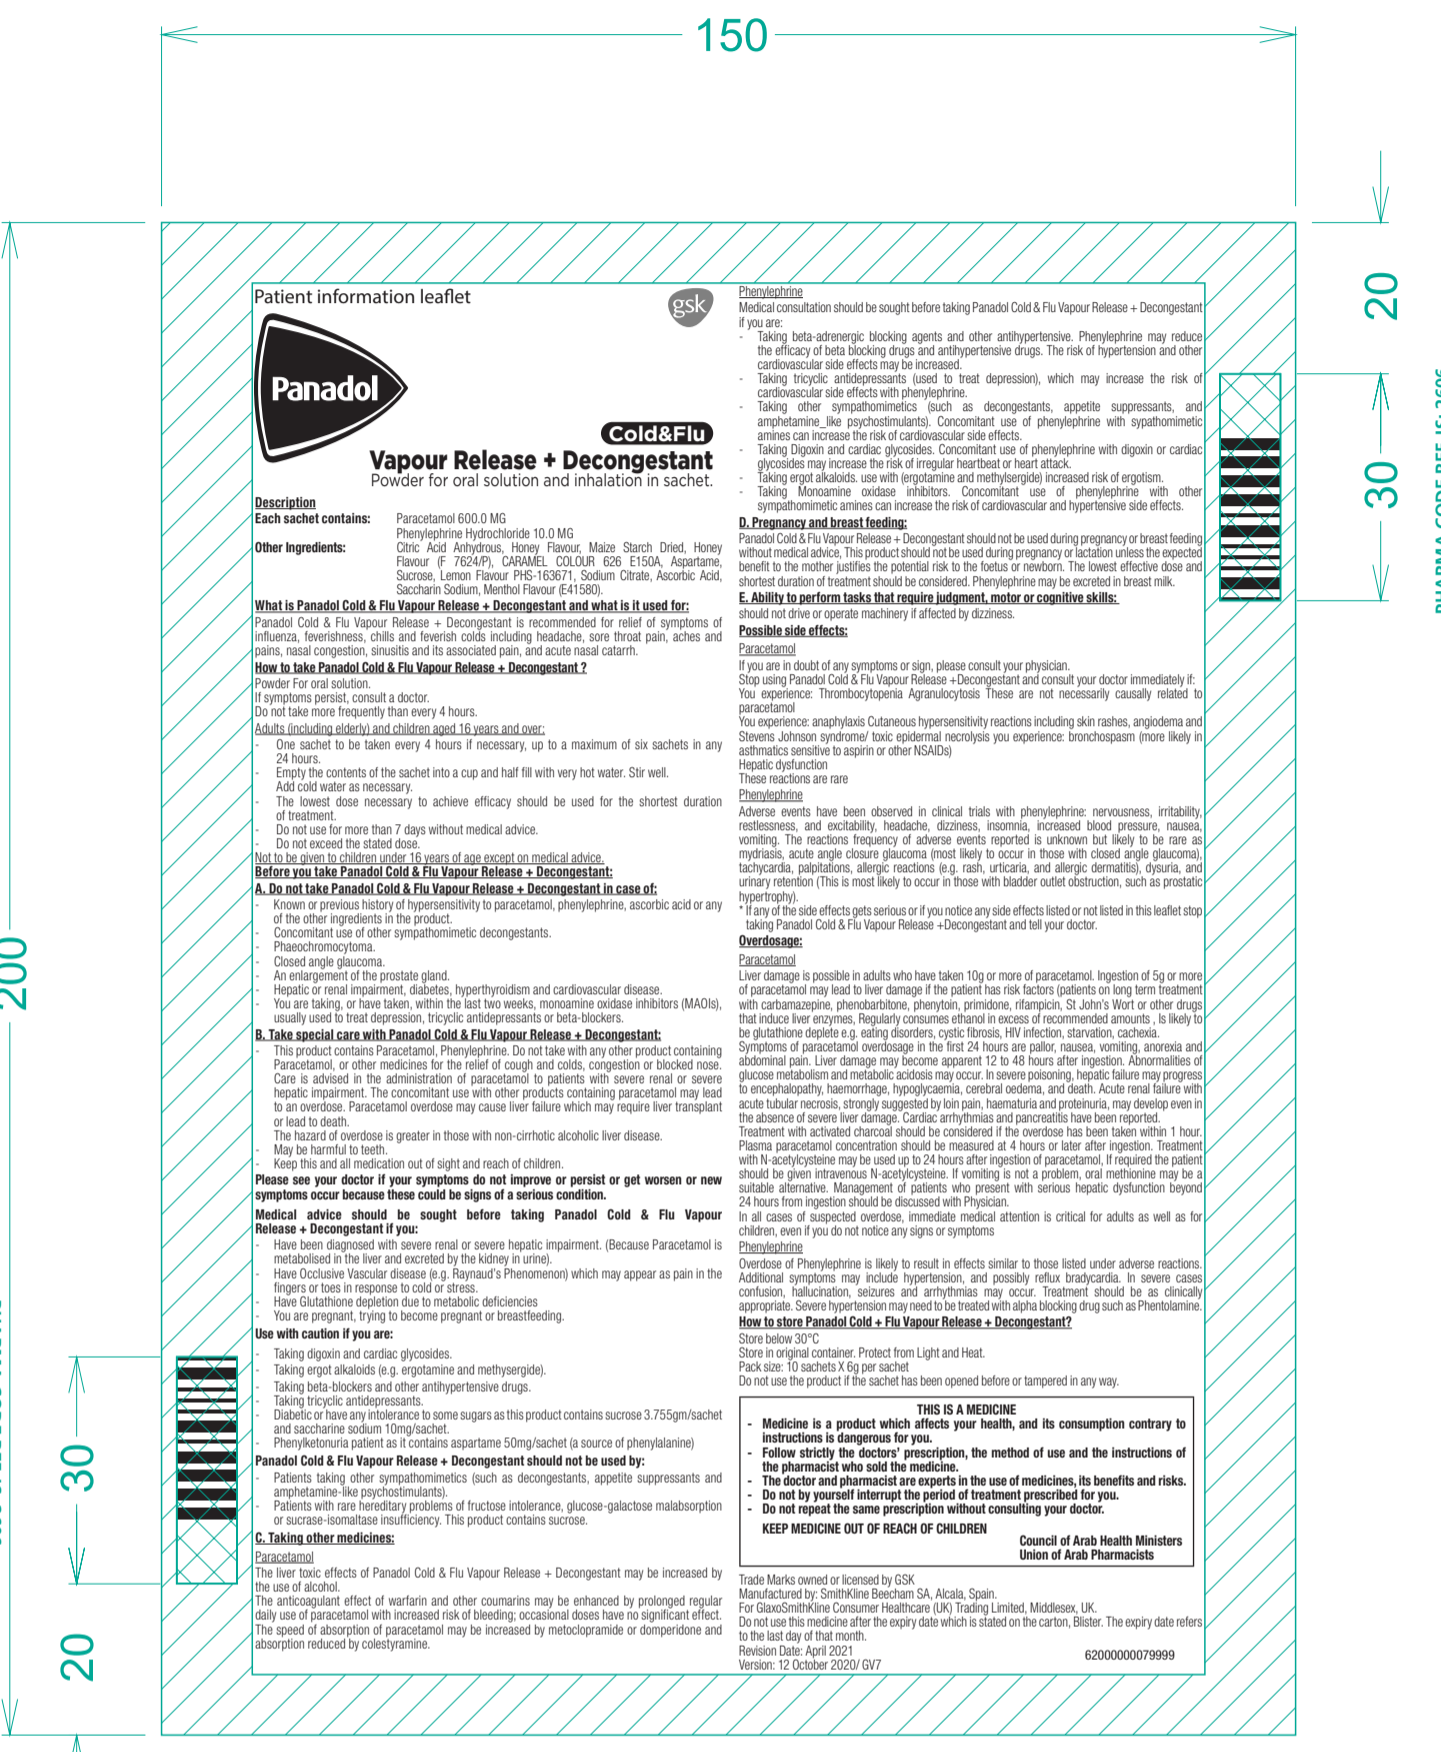 150
Patient information leaflet
gsk
Panadol
Cold&Flu
Vapour Release + Decongestant
Powder for oral solution and inhalation in sachet.
Description
Each sachet contains: Paracetamol 600.0 MG
Phenylephrine Hydrochloride 10.0 MG
Other Ingredients: Citric Acid Anhydrous, Honey Flavour, Maize Starch Dried, Honey
Flavour (F 7624/P), CARAMEL COLOUR 626 E150A, Aspartame,
Sucrose, Lemon Flavour PHS-163671, Sodium Citrate, Ascorbic Acid,
Saccharin Sodium, Menthol Flavour (E41580).
What is Panadol Cold & Flu Vapour Release + Decongestant and what is it used for:
Panadol Cold & Flu Vapour Release + Decongestant is recommended for relief of symptoms of
influenza, feverishness, chills and feverish colds including headache, sore throat pain, aches and
pains, nasal congestion, sinusitis and its associated pain, and acute nasal catarrh.
How to take Panadol Cold & Flu Vapour Release + Decongestant ?
Powder For oral solution.
If symptoms persist, consult a doctor.
Do not take more frequently than every 4 hours.
Adults (including elderly) and children aged 16 years and over:
- One sachet to be taken every 4 hours if necessary, up to a maximum of six sachets in any
24 hours.
- Empty the contents of the sachet into a cup and half fill with very hot water. Stir well.
Add cold water as necessary.
- The lowest dose necessary to achieve efficacy should be used for the shortest duration
of treatment.
- Do not use for more than 7 days without medical advice.
- Do not exceed the stated dose.
Not to be given to children under 16 years of age except on medical advice.
Before you take Panadol Cold & Flu Vapour Release + Decongestant:
A. Do not take Panadol Cold & Flu Vapour Release + Decongestant in case of:
- Known or previous history of hypersensitivity to paracetamol, phenylephrine, ascorbic acid or any
of the other ingredients in the product.
- Concomitant use of other sympathomimetic decongestants.
- Phaeochromocytoma.
- Closed angle glaucoma.
- An enlargement of the prostate gland.
- Hepatic or renal impairment, diabetes, hyperthyroidism and cardiovascular disease.
- You are taking, or have taken, within the last two weeks, monoamine oxidase inhibitors (MAOIs),
usually used to treat depression, tricyclic antidepressants or beta-blockers.
B. Take special care with Panadol Cold & Flu Vapour Release + Decongestant:
- This product contains Paracetamol, Phenylephrine. Do not take with any other product containing
Paracetamol, or other medicines for the relief of cough and colds, congestion or blocked nose.
Care is advised in the administration of paracetamol to patients with severe renal or severe
hepatic impairment. The concomitant use with other products containing paracetamol may lead
to an overdose. Paracetamol overdose may cause liver failure which may require liver transplant
or lead to death.
The hazard of overdose is greater in those with non-cirrhotic alcoholic liver disease.
- May be harmful to teeth.
- Keep this and all medication out of sight and reach of children.
Please see your doctor if your symptoms do not improve or persist or get worsen or new
symptoms occur because these could be signs of a serious condition.
Medical advice should be sought before taking Panadol Cold & Flu Vapour
Release + Decongestant if you:
- Have been diagnosed with severe renal or severe hepatic impairment. (Because Paracetamol is
metabolised in the liver and excreted by the kidney in urine).
- Have Occlusive Vascular disease (e.g. Raynaud's Phenomenon) which may appear as pain in the
fingers or toes in response to cold or stress.
- Have Glutathione depletion due to metabolic deficiencies
- You are pregnant, trying to become pregnant or breastfeeding.
Use with caution if you are:
- Taking digoxin and cardiac glycosides.
- Taking ergot alkaloids (e.g. ergotamine and methysergide).
- Taking beta-blockers and other antihypertensive drugs.
- Taking tricyclic antidepressants.
- Diabetic or have any intolerance to some sugars as this product contains sucrose 3.755gm/sachet
and saccharine sodium 10mg/sachet.
- Phenylketonuria patient as it contains aspartame 50mg/sachet (a source of phenylalanine)
Panadol Cold & Flu Vapour Release + Decongestant should not be used by:
- Patients taking other sympathomimetics (such as decongestants, appetite suppressants and
amphetamine-like psychostimulants).
- Patients with rare hereditary problems of fructose intolerance, glucose-galactose malabsorption
or sucrase-isomaltase insufficiency. This product contains sucrose.
C. Taking other medicines:
Paracetamol
The liver toxic effects of Panadol Cold & Flu Vapour Release + Decongestant may be increased by
the use of alcohol.
The anticoagulant effect of warfarin and other coumarins may be enhanced by prolonged regular
daily use of paracetamol with increased risk of bleeding; occasional doses have no significant effect.
The speed of absorption of paracetamol may be increased by metoclopramide or domperidone and
absorption reduced by colestyramine.
Phenylephrine
Medical consultation should be sought before taking Panadol Cold & Flu Vapour Release + Decongestant
if you are:
- Taking beta-adrenergic blocking agents and other antihypertensive. Phenylephrine may reduce
the efficacy of beta blocking drugs and antihypertensive drugs. The risk of hypertension and other
cardiovascular side effects may be increased.
- Taking tricyclic antidepressants (used to treat depression), which may increase the risk of
cardiovascular side effects with phenylephrine.
- Taking other sympathomimetics (such as decongestants, appetite suppressants, and
amphetamine_like psychostimulants). Concomitant use of phenylephrine with sypathomimetic
amines can increase the risk of cardiovascular side effects.
- Taking Digoxin and cardiac glycosides. Concomitant use of phenylephrine with digoxin or cardiac
glycosides may increase the risk of irregular heartbeat or heart attack.
- Taking ergot alkaloids. use with (ergotamine and methylsergide) increased risk of ergotism.
- Taking Monoamine oxidase inhibitors. Concomitant use of phenylephrine with other
sympathomimetic amines can increase the risk of cardiovascular and hypertensive side effects.
D. Pregnancy and breast feeding:
Panadol Cold & Flu Vapour Release + Decongestant should not be used during pregnancy or breast feeding
without medical advice, This product should not be used during pregnancy or lactation unless the expected
benefit to the mother justifies the potential risk to the foetus or newborn. The lowest effective dose and
shortest duration of treatment should be considered. Phenylephrine may be excreted in breast milk.
E. Ability to perform tasks that require judgment, motor or cognitive skills:
should not drive or operate machinery if affected by dizziness.
Possible side effects:
Paracetamol
If you are in doubt of any symptoms or sign, please consult your physician.
Stop using Panadol Cold & Flu Vapour Release +Decongestant and consult your doctor immediately if:
You experience: Thrombocytopenia Agranulocytosis These are not necessarily causally related to
paracetamol
You experience: anaphylaxis Cutaneous hypersensitivity reactions including skin rashes, angiodema and
Stevens Johnson syndrome/ toxic epidermal necrolysis you experience: bronchospasm (more likely in
asthmatics sensitive to aspirin or other NSAIDs)
Hepatic dysfunction
These reactions are rare
Phenylephrine
Adverse events have been observed in clinical trials with phenylephrine: nervousness, irritability,
restlessness, and excitability, headache, dizziness, insomnia, increased blood pressure, nausea,
vomiting. The reactions frequency of adverse events reported is unknown but likely to be rare as
mydriasis, acute angle closure glaucoma (most likely to occur in those with closed angle glaucoma),
tachycardia, palpitations, allergic reactions (e.g. rash, urticaria, and allergic dermatitis), dysuria, and
urinary retention (This is most likely to occur in those with bladder outlet obstruction, such as prostatic
hypertrophy).
* If any of the side effects gets serious or if you notice any side effects listed or not listed in this leaflet stop
taking Panadol Cold & Flu Vapour Release +Decongestant and tell your doctor.
Overdosage:
Paracetamol
Liver damage is possible in adults who have taken 10g or more of paracetamol. Ingestion of 5g or more
of paracetamol may lead to liver damage if the patient has risk factors (patients on long term treatment
with carbamazepine, phenobarbitone, phenytoin, primidone, rifampicin, St John's Wort or other drugs
that induce liver enzymes, Regularly consumes ethanol in excess of recommended amounts , Is likely to
be glutathione deplete e.g. eating disorders, cystic fibrosis, HIV infection, starvation, cachexia.
Symptoms of paracetamol overdosage in the first 24 hours are pallor, nausea, vomiting, anorexia and
abdominal pain. Liver damage may become apparent 12 to 48 hours after ingestion. Abnormalities of
glucose metabolism and metabolic acidosis may occur. In severe poisoning, hepatic failure may progress
to encephalopathy, haemorrhage, hypoglycaemia, cerebral oedema, and death. Acute renal failure with
acute tubular necrosis, strongly suggested by loin pain, haematuria and proteinuria, may develop even in
the absence of severe liver damage. Cardiac arrhythmias and pancreatitis have been reported.
Treatment with activated charcoal should be considered if the overdose has been taken within 1 hour.
Plasma paracetamol concentration should be measured at 4 hours or later after ingestion. Treatment
with N-acetylcysteine may be used up to 24 hours after ingestion of paracetamol, If required the patient
should be given intravenous N-acetylcysteine. If vomiting is not a problem, oral methionine may be a
suitable alternative. Management of patients who present with serious hepatic dysfunction beyond
24 hours from ingestion should be discussed with Physician.
In all cases of suspected overdose, immediate medical attention is critical for adults as well as for
children, even if you do not notice any signs or symptoms
Phenylephrine
Overdose of Phenylephrine is likely to result in effects similar to those listed under adverse reactions.
Additional symptoms may include hypertension, and possibly reflux bradycardia. In severe cases
confusion, hallucination, seizures and arrhythmias may occur. Treatment should be as clinically
appropriate. Severe hypertension may need to be treated with alpha blocking drug such as Phentolamine.
How to store Panadol Cold + Flu Vapour Release + Decongestant?
Store below 30°C
Store in original container. Protect from Light and Heat.
Pack size: 10 sachets X 6g per sachet
Do not use the product if the sachet has been opened before or tampered in any way.
THIS IS A MEDICINE
- Medicine is a product which affects your health, and its consumption contrary to
instructions is dangerous for you.
- Follow strictly the doctors' prescription, the method of use and the instructions of
the pharmacist who sold the medicine.
- The doctor and pharmacist are experts in the use of medicines, its benefits and risks.
- Do not by yourself interrupt the period of treatment prescribed for you.
- Do not repeat the same prescription without consulting your doctor.
KEEP MEDICINE OUT OF REACH OF CHILDREN
Council of Arab Health Ministers
Union of Arab Pharmacists
Trade Marks owned or licensed by GSK
Manufactured by: SmithKline Beecham SA, Alcala, Spain.
For GlaxoSmithKline Consumer Healthcare (UK) Trading Limited, Middlesex, UK.
Do not use this medicine after the expiry date which is stated on the carton, Blister. The expiry date refers
to the last day of that month.
Revision Date: April 2021
Version: 12 October 2020/ GV7
62000000079999
20
30
200
30
20